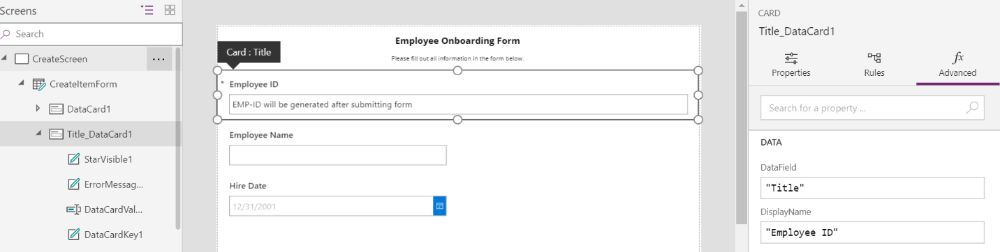 Screens
Search
CreateScreen
...
CreateItemForm
DataCard1
Title_DataCard1
StarVisible1
ErrorMessag...
DataCardVal...
DataCardKey1
Employee Onboarding Form
Please fill out all information in the form below.
Card : Title
* Employee ID
EMP-ID will be generated after submitting form
Employee Name
Hire Date
12/31/2001
CARD
Title_DataCard1
Properties
Rules
fx
Advanced
Search for a property ...
DATA
DataField
"Title"
DisplayName
"Employee ID"